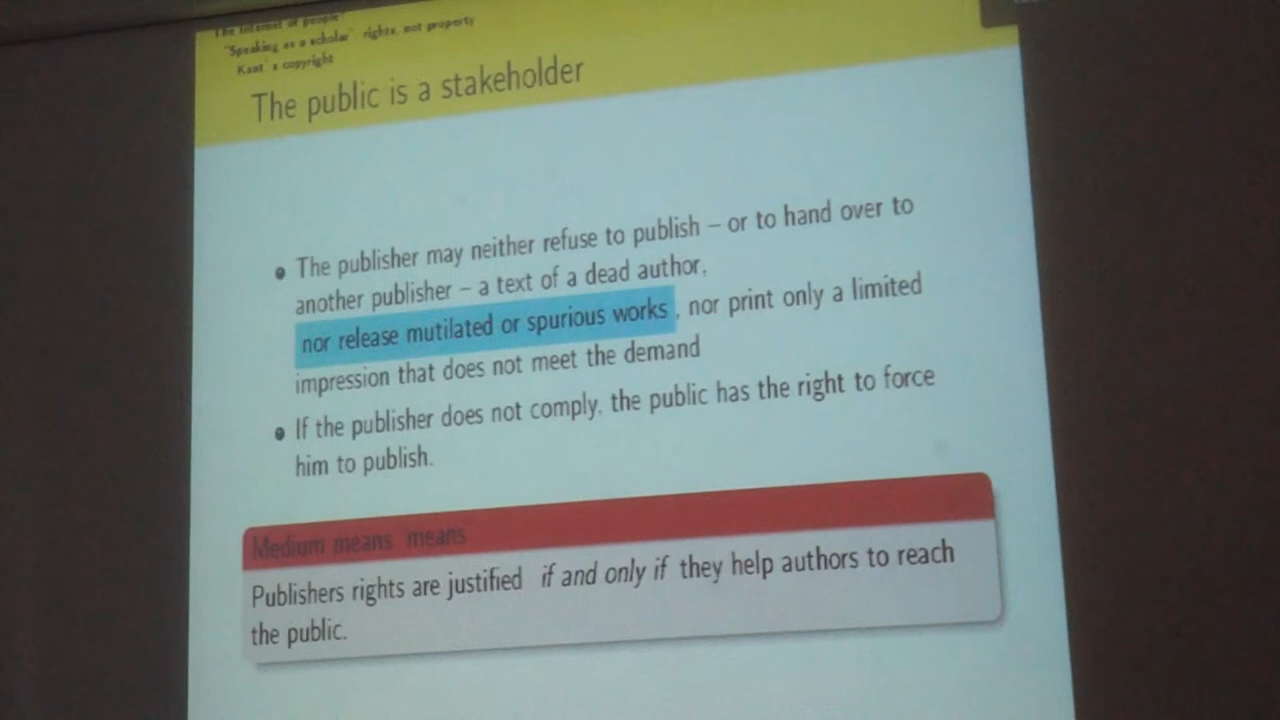 The Internet of people
"Speaking as a scholar" rights, not property
Kant's copyright
The public is a stakeholder
• The publisher may neither refuse to publish – or to hand over to
another publisher – a text of a dead author,
nor release mutilated or spurious works , nor print only a limited
impression that does not meet the demand
• If the publisher does not comply, the public has the right to force
him to publish.
Medium means 'means'
Publishers rights are justified if and only if they help authors to reach
the public.